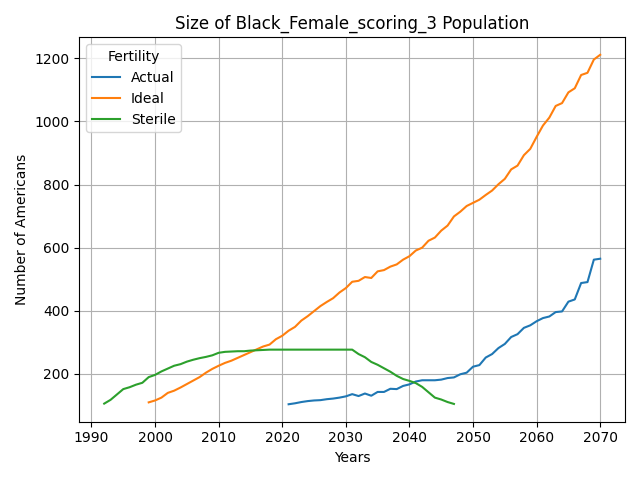 Size of Black_Female_scoring_3 Population
Fertility
Actual
Ideal
Sterile
Number of Americans
1200
1000
800
600
400
200
1990 2000 2010 2020 2030 2040 2050 2060 2070
Years